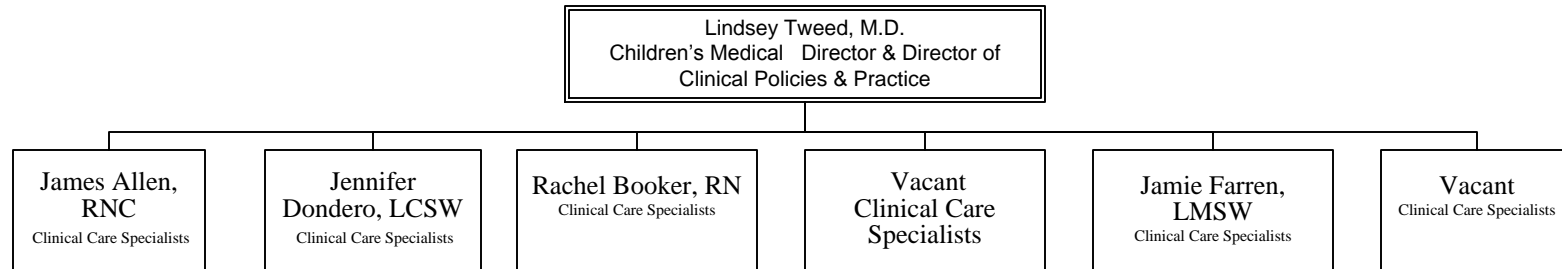 Lindsey Tweed, M.D.
Children's Medical Director & Director of
Clinical Policies & Practice
James Allen,
RNC
Clinical Care Specialists
Jennifer
Dondero, LCSW
Clinical Care Specialists
Rachel Booker, RN
Clinical Care Specialists
Vacant
Clinical Care
Specialists
Jamie Farren,
LMSW
Clinical Care Specialists
Vacant
Clinical Care Specialists